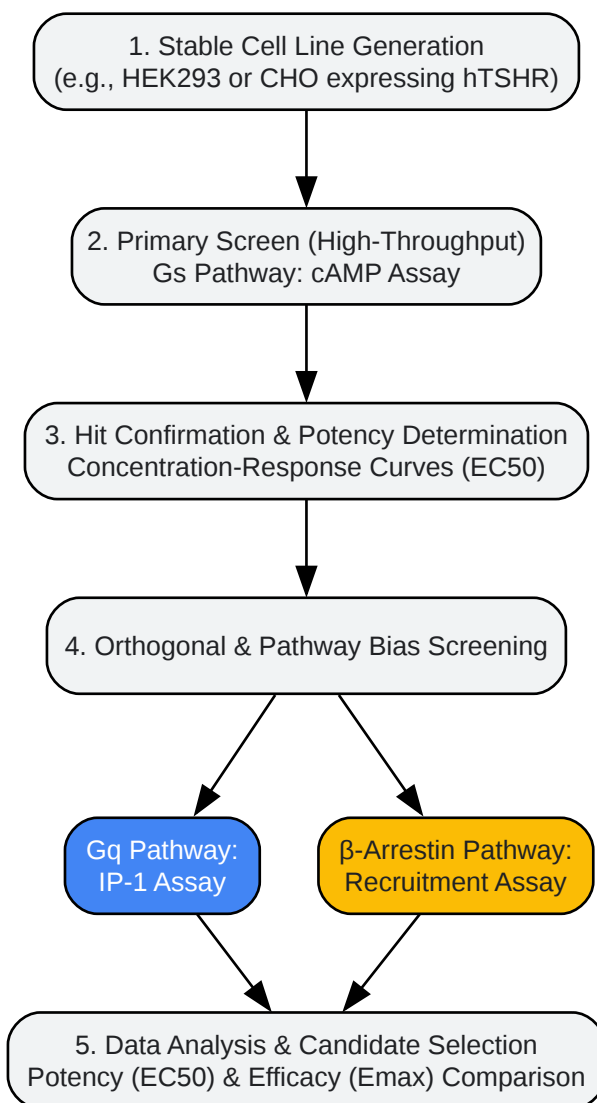 1. Stable Cell Line Generation
(e.g., HEK293 or CHO expressing hTSHR)
2. Primary Screen (High-Throughput)
Gs Pathway: cAMP Assay
3. Hit Confirmation & Potency Determination
Concentration-Response Curves (EC50)
4. Orthogonal & Pathway Bias Screening
Gq Pathway:
IP-1 Assay
β-Arrestin Pathway:
Recruitment Assay
5. Data Analysis & Candidate Selection
Potency (EC50) & Efficacy (Emax) Comparison